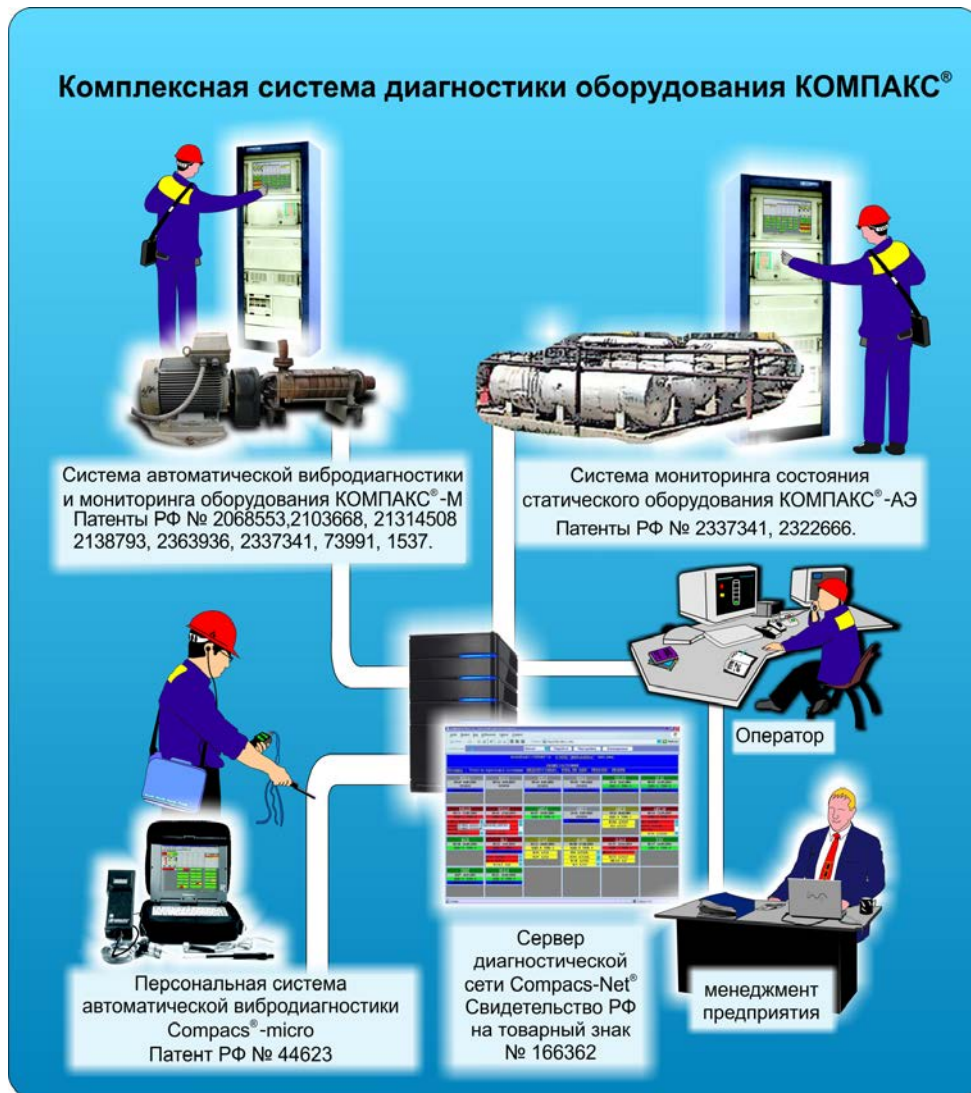 Комплексная система диагностики оборудования КОМПАКС®
Система автоматической вибродиагностики
и мониторинга оборудования КОМПАКС®-М
Патенты РФ № 2068553,2103668, 21314508
2138793, 2363936, 2337341, 73991, 1537.
Система мониторинга состояния
статического оборудования КОМПАКС®-АЭ
Патенты РФ № 2337341, 2322666.
Оператор
Персональная система
автоматической вибродиагностики
Compacs®-micro
Патент РФ № 44623
Сервер
диагностической
сети Compacs-Net®
Свидетельство РФ
на товарный знак
№ 166362
менеджмент
предприятия